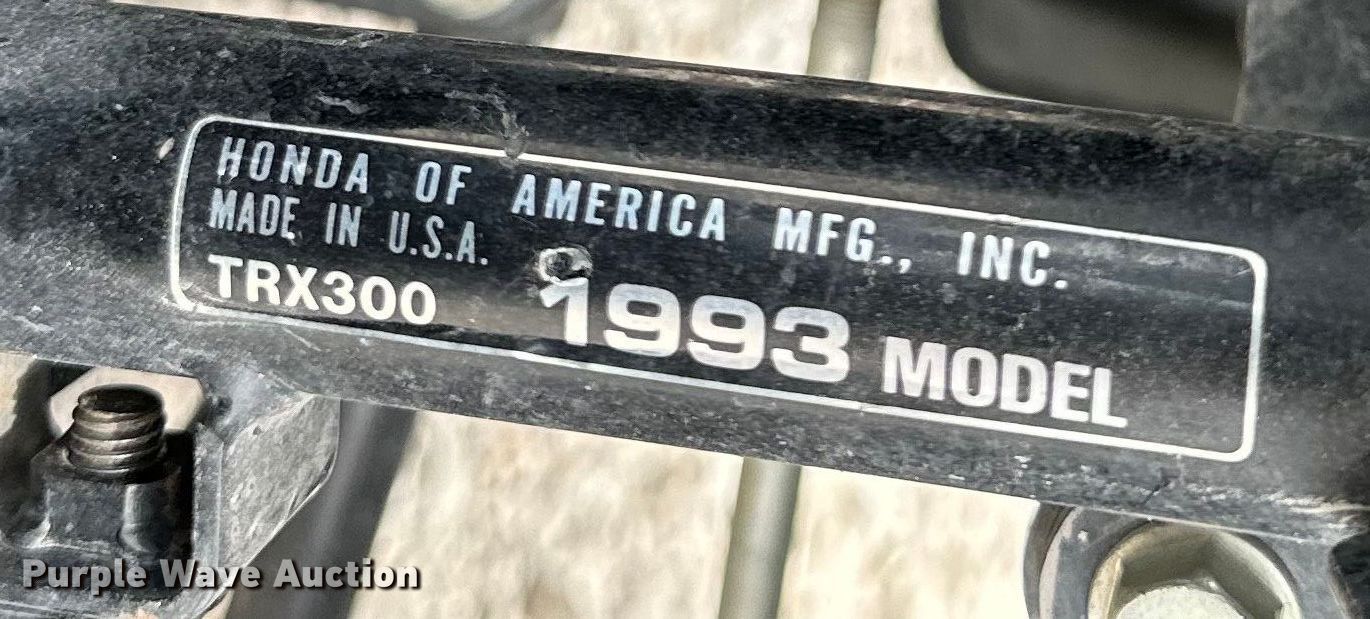 HONDA OF AMERICA MFG., INC.
MADE IN U.S.A.
TRX300 1993 MODEL
Purple Wave Auction